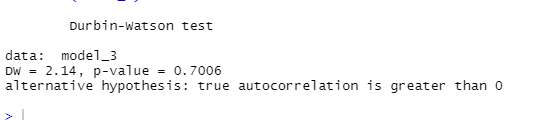 Durbin-Watson test
data:  model_3
DW = 2.14, p-value = 0.7006
alternative hypothesis: true autocorrelation is greater than 0
>